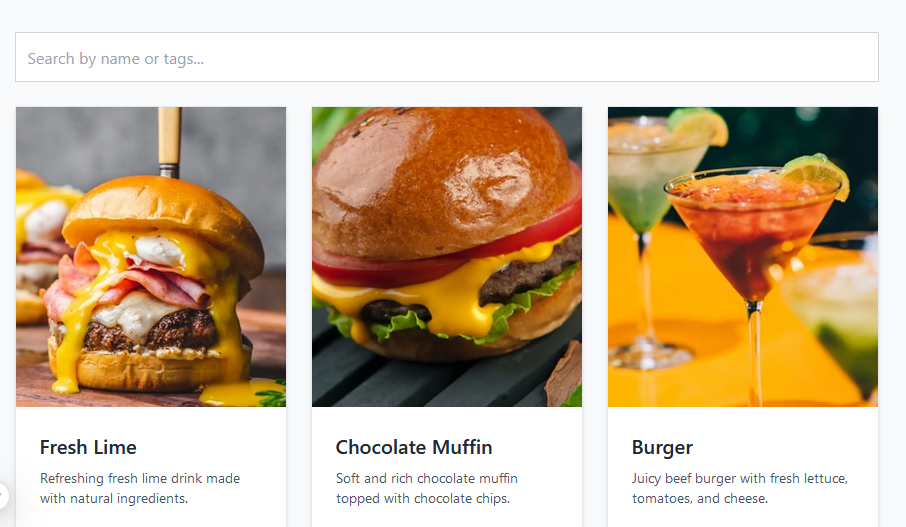 Search by name or tags...
Fresh Lime
Refreshing fresh lime drink made
with natural ingredients.
Chocolate Muffin
Soft and rich chocolate muffin
topped with chocolate chips.
Burger
Juicy beef burger with fresh lettuce,
tomatoes, and cheese.